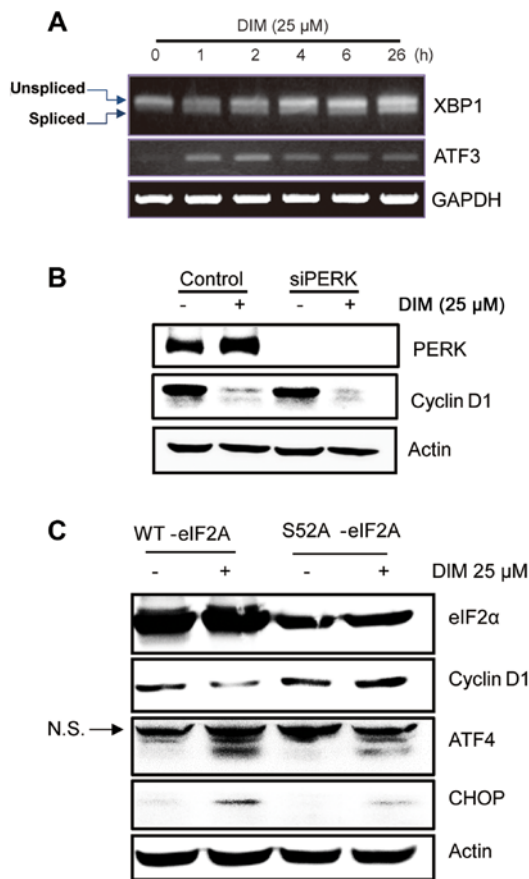 A
DIM (25 µM)
0 1 2 4 6 26 (h)
Unspliced
Spliced
XBP1
ATF3
GAPDH
B
Control siPERK
- + - + DIM (25 µM)
PERK
Cyclin D1
Actin
C
WT -eIF2A S52A -eIF2A
- + - + DIM 25 µM
eIF2α
Cyclin D1
N.S.
ATF4
CHOP
Actin